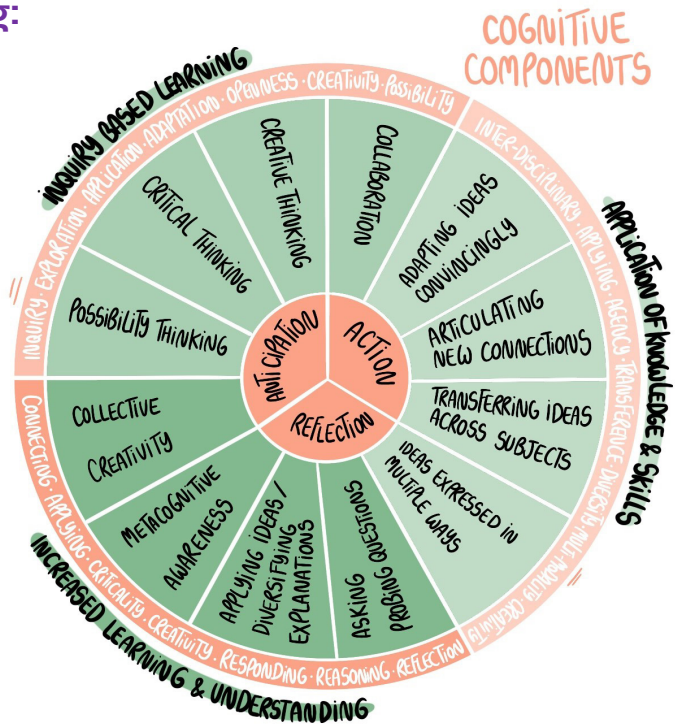 g:
COGNITIVE
COMPONENTS
INQUIRY BASED LEARNING
INQUIRY · EXPLORATION · APPLICATION · ADAPTATION · OPENNESS · CREATIVITY · POSSIBILITY
POSSIBILITY THINKING
CRITICAL THINKING
CREATIVE THINKING
COLLABORATION
APPLICATION OF KNOWLEDGE & SKILLS
INTER-DISCIPLINARY · APPLYING · AGENCY · TRANSFERENCE · DIVERSITY · MULTI-MODALITY · CREATIVITY
ADAPTING IDEAS
CONVINCINGLY
ARTICULATING
NEW CONNECTIONS
TRANSFERRING IDEAS
ACROSS SUBJECTS
IDEAS EXPRESSED IN
MULTIPLE WAYS
ANTICIPATION
ACTION
REFLECTION
COLLECTIVE
CREATIVITY
METACOGNITIVE
AWARENESS
APPLYING IDEAS /
DIVERSIFYING
EXPLANATIONS
ASKING
PROBING QUESTIONS
CONNECTING · APPLYING · CRITICALITY · CREATIVITY · RESPONDING · REASONING · REFLECTION
INCREASED LEARNING & UNDERSTANDING